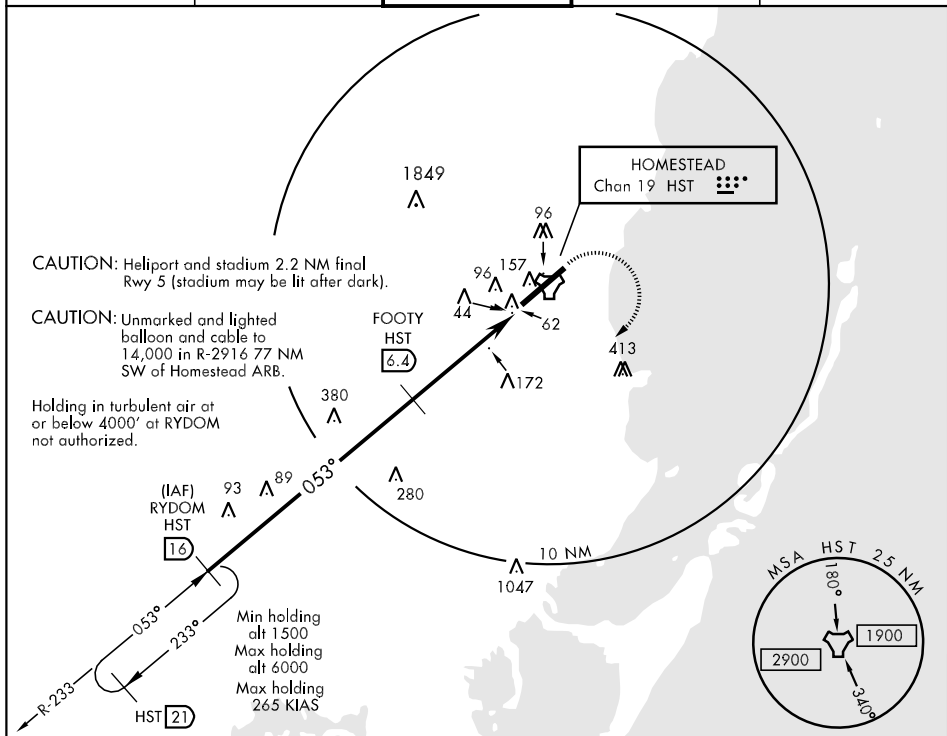 1849
HOMESTEAD
Chan 19 HST
96
CAUTION: Heliport and stadium 2.2 NM final
Rwy 5 (stadium may be lit after dark).
96
157
44
62
CAUTION: Unmarked and lighted
balloon and cable to
14,000 in R-2916 77 NM
SW of Homestead ARB.
FOOTY
HST
6.4
413
172
Holding in turbulent air at
or below 4000' at RYDOM
not authorized.
380
053°
(IAF)
RYDOM
HST
16
93
89
280
10 NM
1047
053°
233°
R-233
HST 21
Min holding
alt 1500
Max holding
alt 6000
Max holding
265 KIAS
MSA HST 25 NM
180°
1900
2900
340°